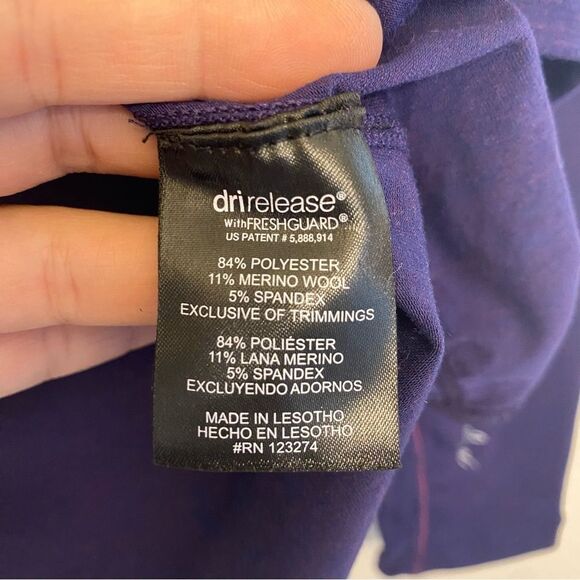 drirelease®
WithFRESHGUARD®
US PATENT # 5,888,914
84% POLYESTER
11% MERINO WOOL
5% SPANDEX
EXCLUSIVE OF TRIMMINGS
84% POLIÉSTER
11% LANA MERINO
5% SPANDEX
EXCLUYENDO ADORNOS
MADE IN LESOTHO
HECHO EN LESOTHO
#RN 123274